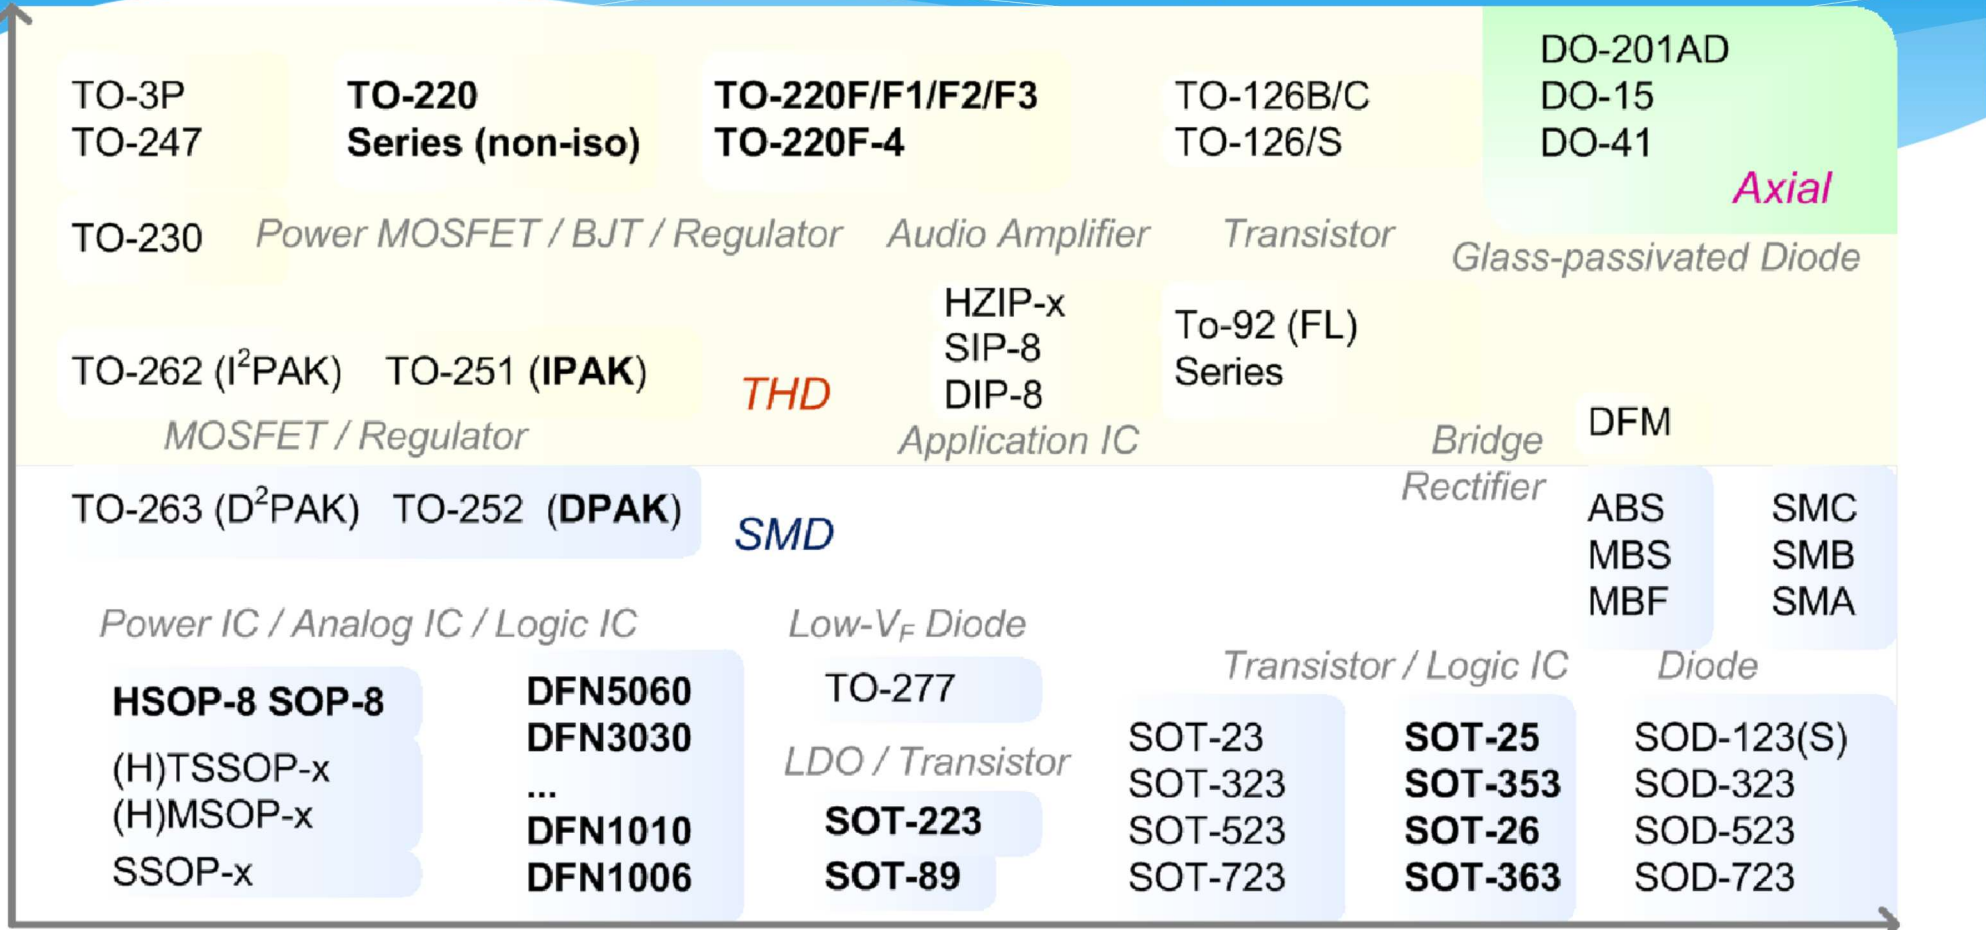 TO-3P
TO-247
TO-220
Series (non-iso)
TO-220F/F1/F2/F3
TO-220F-4
TO-126B/C
TO-126/S
DO-201AD
DO-15
DO-41
Axial
TO-230
Power MOSFET / BJT / Regulator
Audio Amplifier
Transistor
Glass-passivated Diode
TO-262 (I²PAK)
TO-251 (IPAK)
THD
HZIP-x
SIP-8
DIP-8
To-92 (FL)
Series
MOSFET / Regulator
Application IC
Bridge
Rectifier
DFM
TO-263 (D²PAK)
TO-252 (DPAK)
SMD
ABS
MBS
MBF
SMC
SMB
SMA
Power IC / Analog IC / Logic IC
Low-VF Diode
Transistor / Logic IC
Diode
HSOP-8 SOP-8
(H)TSSOP-x
(H)MSOP-x
SSOP-x
DFN5060
DFN3030
...
DFN1010
DFN1006
TO-277
LDO / Transistor
SOT-223
SOT-89
SOT-23
SOT-323
SOT-523
SOT-723
SOT-25
SOT-353
SOT-26
SOT-363
SOD-123(S)
SOD-323
SOD-523
SOD-723